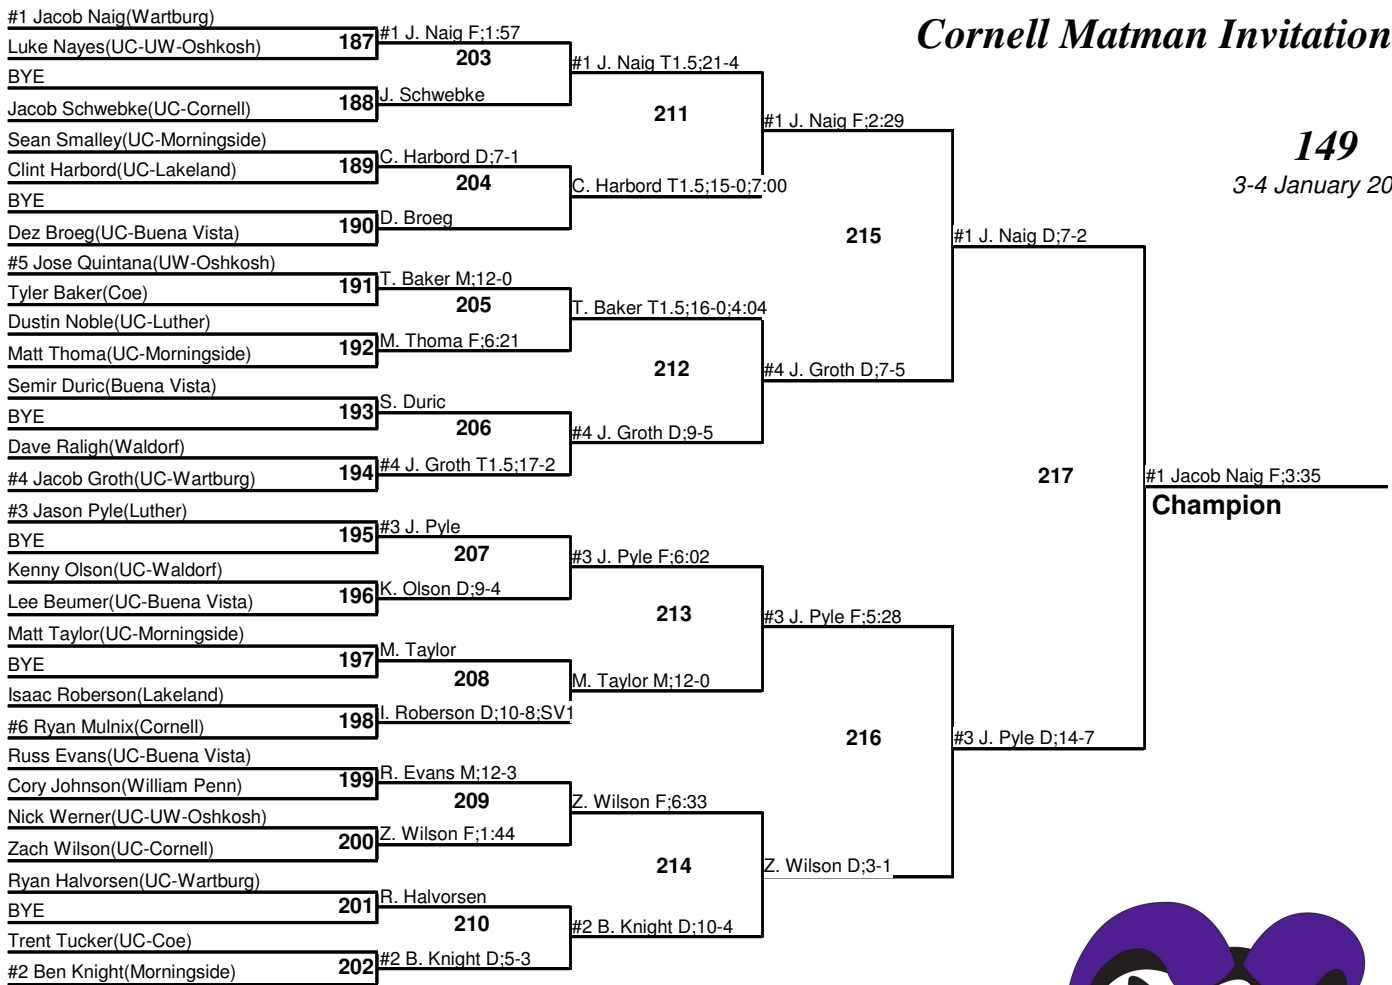 Cornell Matman Invitation
149
3-4 January 20
#1 Jacob Naig(Wartburg)
Luke Nayes(UC-UW-Oshkosh)
BYE
Jacob Schwebke(UC-Cornell)
Sean Smalley(UC-Morningside)
Clint Harbord(UC-Lakeland)
BYE
Dez Broeg(UC-Buena Vista)
#5 Jose Quintana(UW-Oshkosh)
Tyler Baker(Coe)
Dustin Noble(UC-Luther)
Matt Thoma(UC-Morningside)
Semir Duric(Buena Vista)
BYE
Dave Raligh(Waldorf)
#4 Jacob Groth(UC-Wartburg)
#3 Jason Pyle(Luther)
BYE
Kenny Olson(UC-Waldorf)
Lee Beumer(UC-Buena Vista)
Matt Taylor(UC-Morningside)
BYE
Isaac Roberson(Lakeland)
#6 Ryan Mulnix(Cornell)
Russ Evans(UC-Buena Vista)
Cory Johnson(William Penn)
Nick Werner(UC-UW-Oshkosh)
Zach Wilson(UC-Cornell)
Ryan Halvorsen(UC-Wartburg)
BYE
Trent Tucker(UC-Coe)
#2 Ben Knight(Morningside)
187
188
189
190
191
192
193
194
195
196
197
198
199
200
201
202
#1 J. Naig F;1:57
203
J. Schwebke
C. Harbord D;7-1
204
D. Broeg
T. Baker M;12-0
205
M. Thoma F;6:21
S. Duric
206
#4 J. Groth T1.5;17-2
#3 J. Pyle
207
K. Olson D;9-4
M. Taylor
208
I. Roberson D;10-8;SV1
R. Evans M;12-3
209
Z. Wilson F;1:44
R. Halvorsen
210
#2 B. Knight D;5-3
#1 J. Naig T1.5;21-4
211
C. Harbord T1.5;15-0;7:00
T. Baker T1.5;16-0;4:04
212
#4 J. Groth D;9-5
#3 J. Pyle F;6:02
213
M. Taylor M;12-0
Z. Wilson F;6:33
214
#2 B. Knight D;10-4
#1 J. Naig F;2:29
215
#4 J. Groth D;7-5
#3 J. Pyle F;5:28
216
Z. Wilson D;3-1
#1 J. Naig D;7-2
217
#3 J. Pyle D;14-7
#1 Jacob Naig F;3:35
Champion